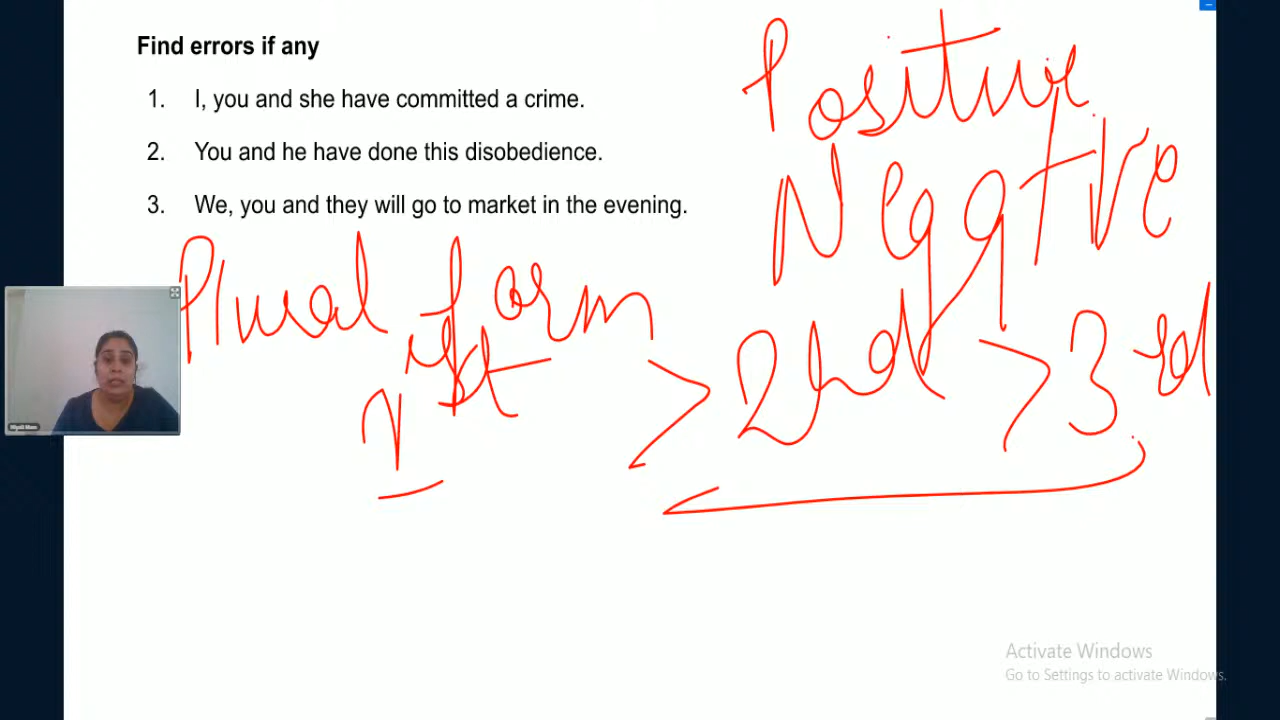 Find errors if any
1. I, you and she have committed a crime.
2. You and he have done this disobedience.
3. We, you and they will go to market in the evening.
Positive
Negative
Plural form
1st > 2nd > 3rd
Activate Windows
Go to Settings to activate Windows.